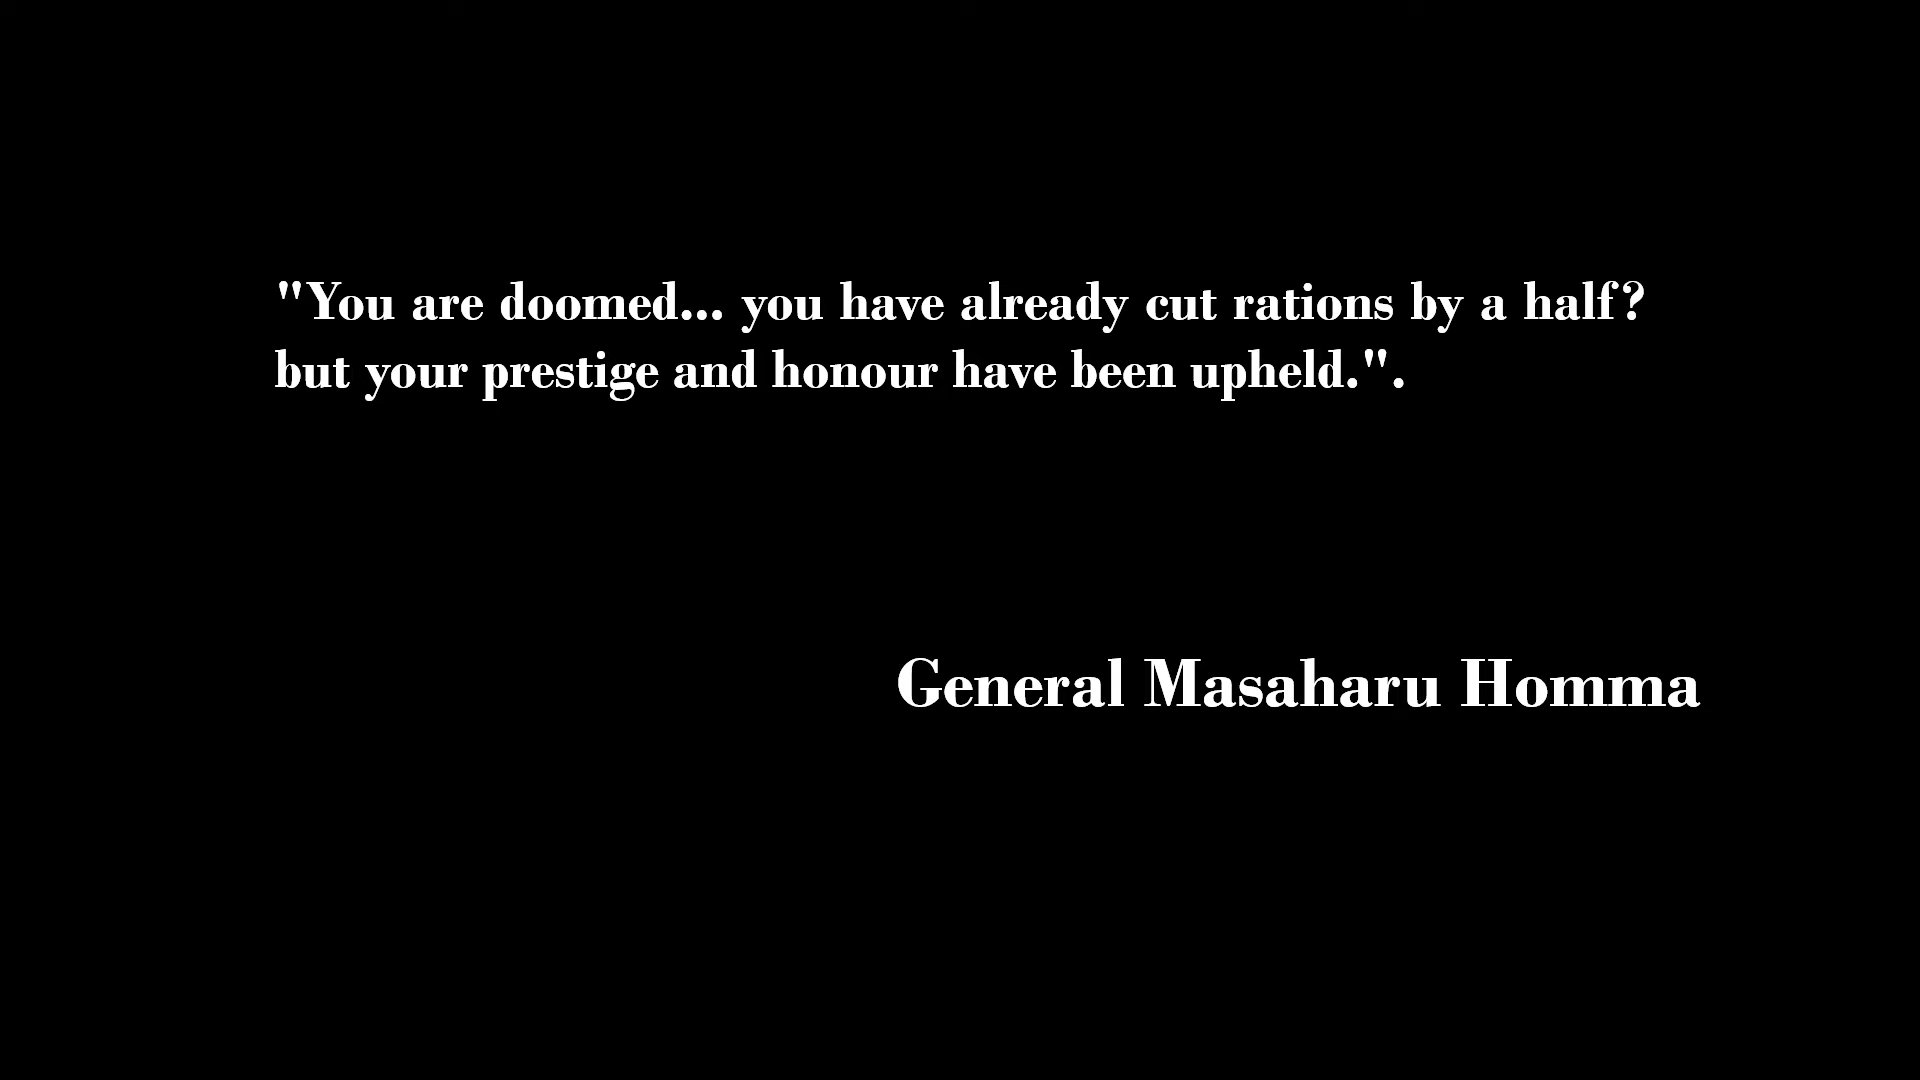 "You are doomed... you have already cut rations by a half?
but your prestige and honour have been upheld.".
General Masaharu Homma